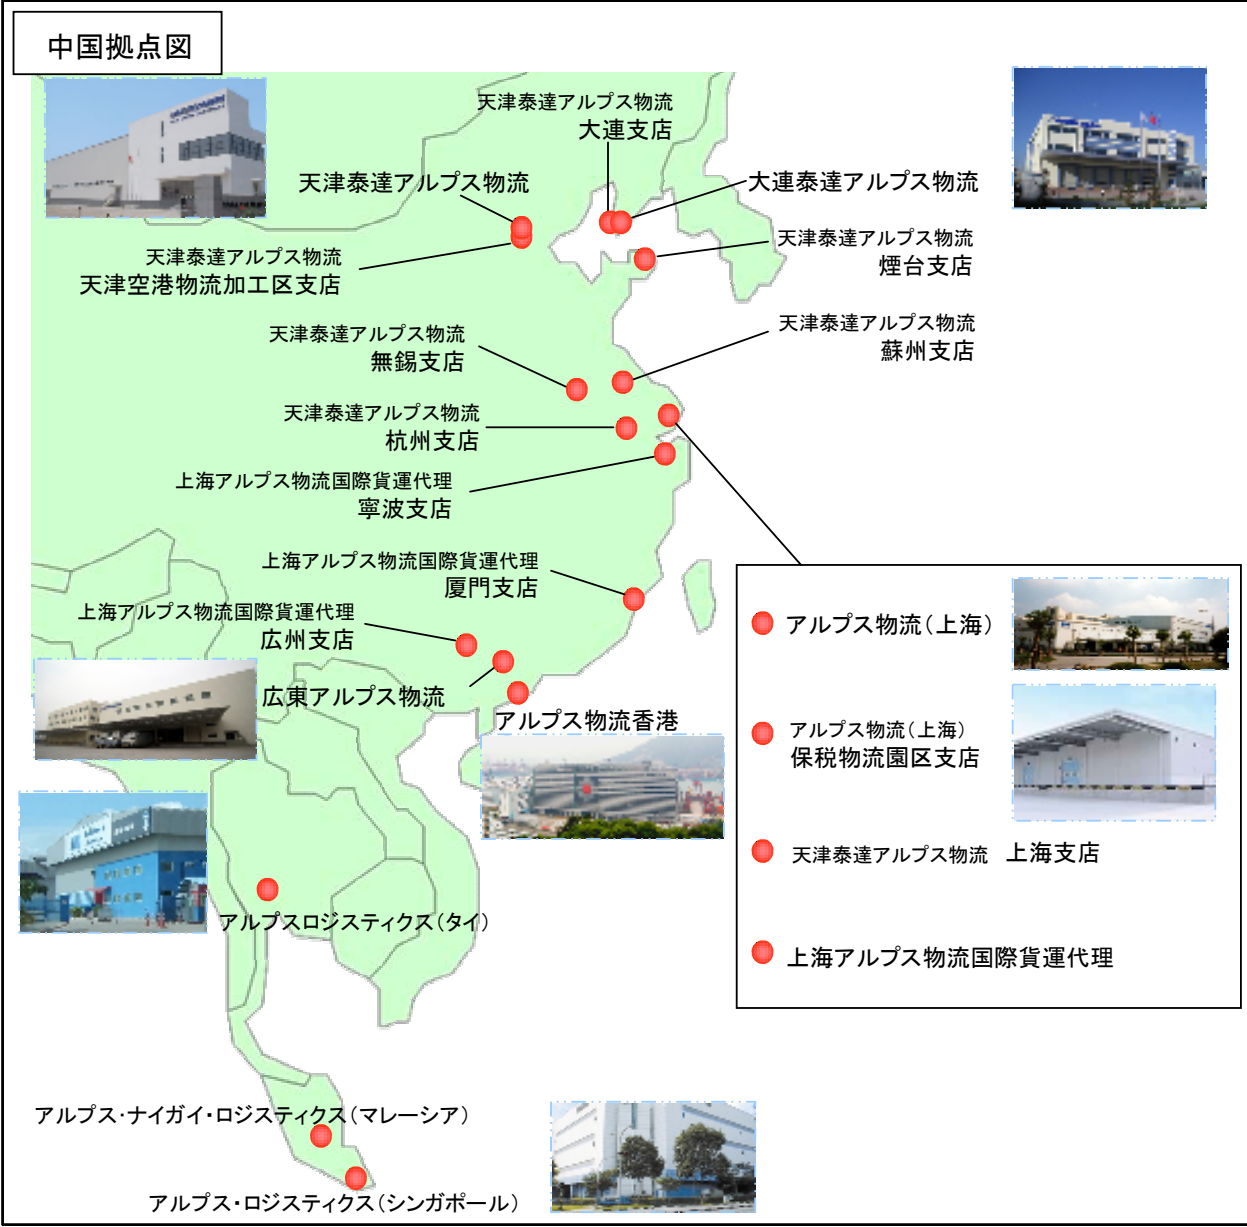 中国拠点図
天津泰達アルプス物流
大連支店
天津泰達アルプス物流
大連泰達アルプス物流
天津泰達アルプス物流
煙台支店
天津泰達アルプス物流
天津空港物流加工区支店
天津泰達アルプス物流
蘇州支店
天津泰達アルプス物流
無錫支店
天津泰達アルプス物流
杭州支店
上海アルプス物流国際貨運代理
寧波支店
上海アルプス物流国際貨運代理
厦門支店
上海アルプス物流国際貨運代理
広州支店
広東アルプス物流
アルプス物流香港
アルプス物流(上海)
アルプス物流(上海)
保税物流園区支店
天津泰達アルプス物流 上海支店
上海アルプス物流国際貨運代理
アルプスロジスティクス(タイ)
アルプス・ナイガイ・ロジスティクス(マレーシア)
アルプス・ロジスティクス(シンガポール)